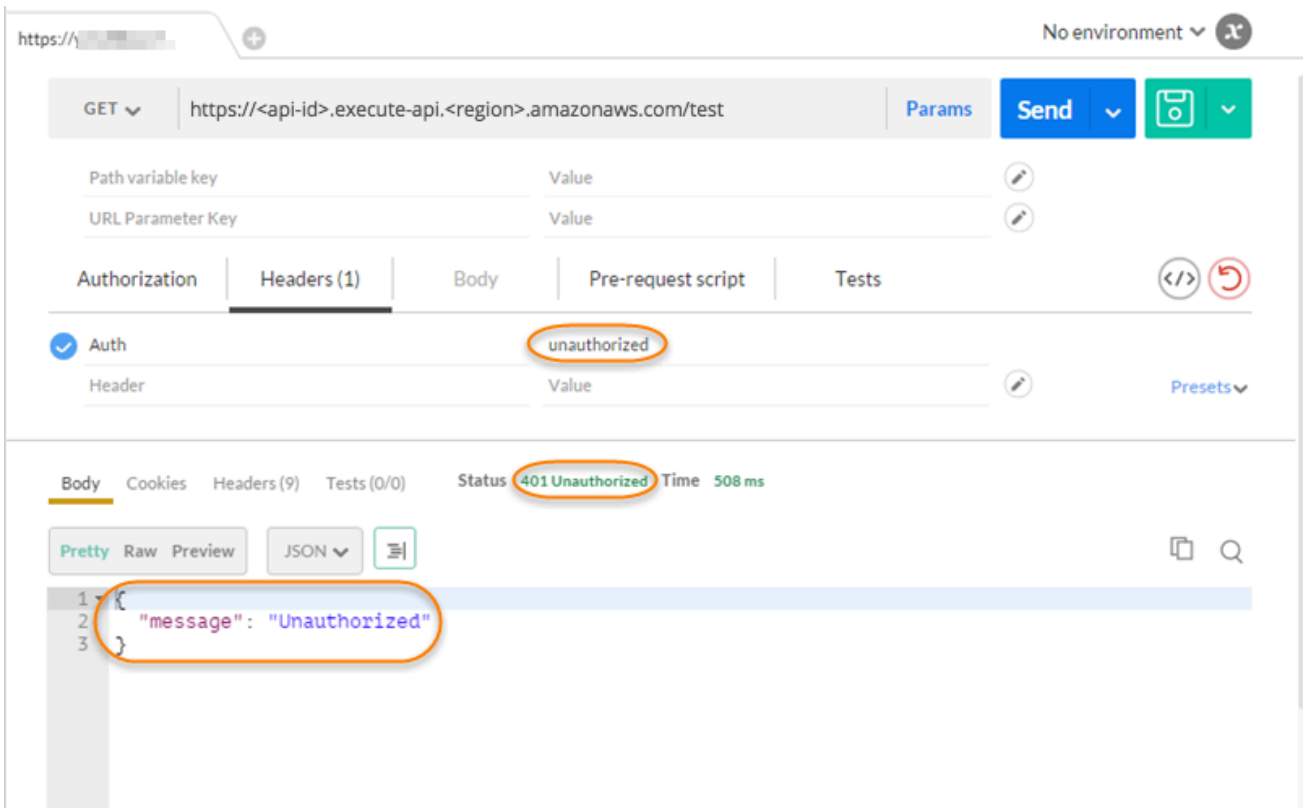 https://y
No environment
GET https://<api-id>.execute-api.<region>.amazonaws.com/test Params Send
Path variable key Value
URL Parameter Key Value
Authorization Headers (1) Body Pre-request script Tests
Auth unauthorized
Header Value Presets
Body Cookies Headers (9) Tests (0/0) Status 401 Unauthorized Time 508 ms
Pretty Raw Preview JSON
1 {
2 "message": "Unauthorized"
3 }